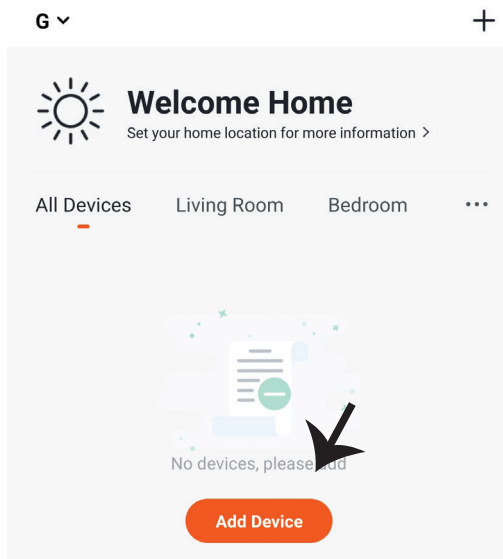 G
Welcome Home
Set your home location for more information >
All Devices Living Room Bedroom ...
No devices, please add
Add Device